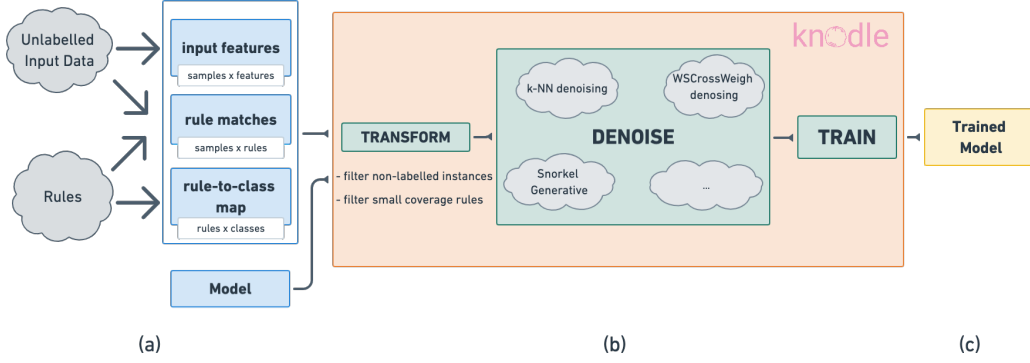 Unlabelled
Input Data
Rules
input features
samples x features
rule matches
samples x rules
rule-to-class
map
rules x classes
Model
knodle
TRANSFORM
- filter non-labelled instances
- filter small coverage rules
k-NN denoising
WSCrossWeigh
denosing
DENOISE
Snorkel
Generative
...
TRAIN
Trained
Model
(a)
(b)
(c)